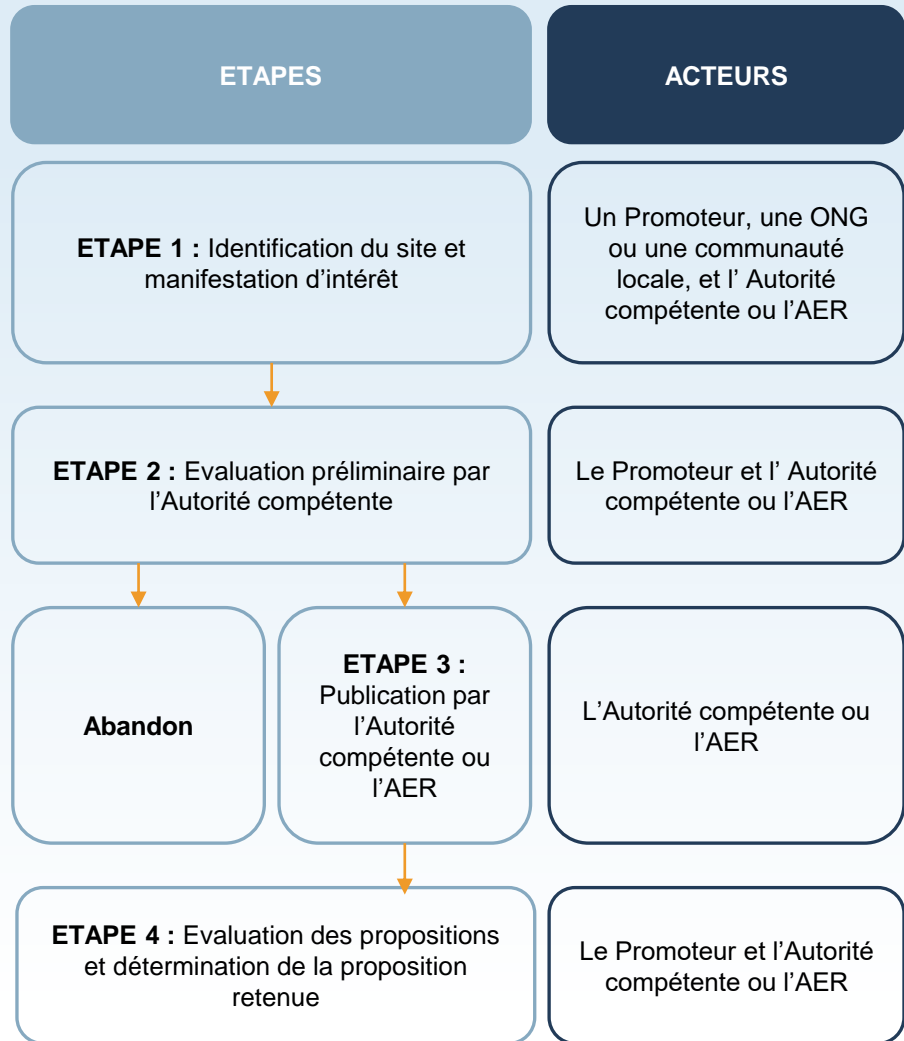 ETAPES
ACTEURS
ETAPE 1 : Identification du site et
manifestation d’intérêt
Un Promoteur, une ONG
ou une communauté
locale, et l’ Autorité
compétente ou l’AER
ETAPE 2 : Evaluation préliminaire par
l’Autorité compétente
Le Promoteur et l’ Autorité
compétente ou l’AER
Abandon
ETAPE 3 :
Publication par
l’Autorité
compétente ou
l’AER
L’Autorité compétente ou
l’AER
ETAPE 4 : Evaluation des propositions
et détermination de la proposition
retenue
Le Promoteur et l’Autorité
compétente ou l’AER